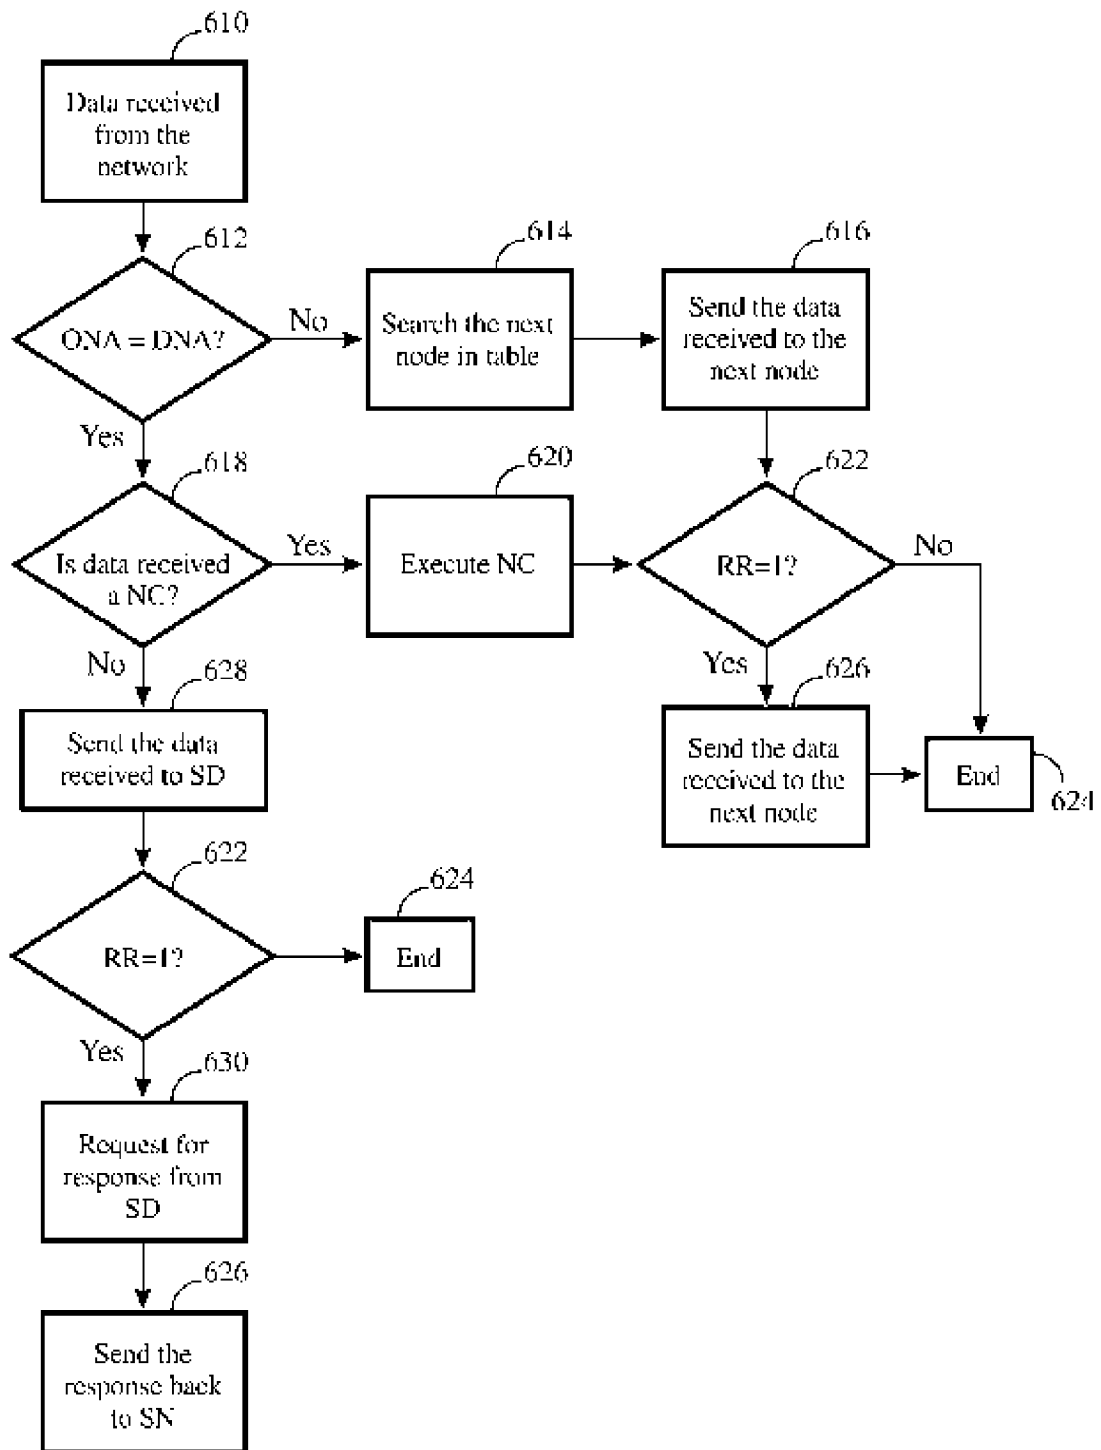 610
Data received
from the
network
612
ONA = DNA?
No
614
Search the next
node in table
616
Send the data
received to the
next node
Yes
618
Is data received
a NC?
Yes
620
Execute NC
622
RR=1?
No
Yes
626
Send the data
received to the
next node
End
624
No
628
Send the data
received to SD
622
RR=1?
624
End
Yes
630
Request for
response from
SD
626
Send the
response back
to SN